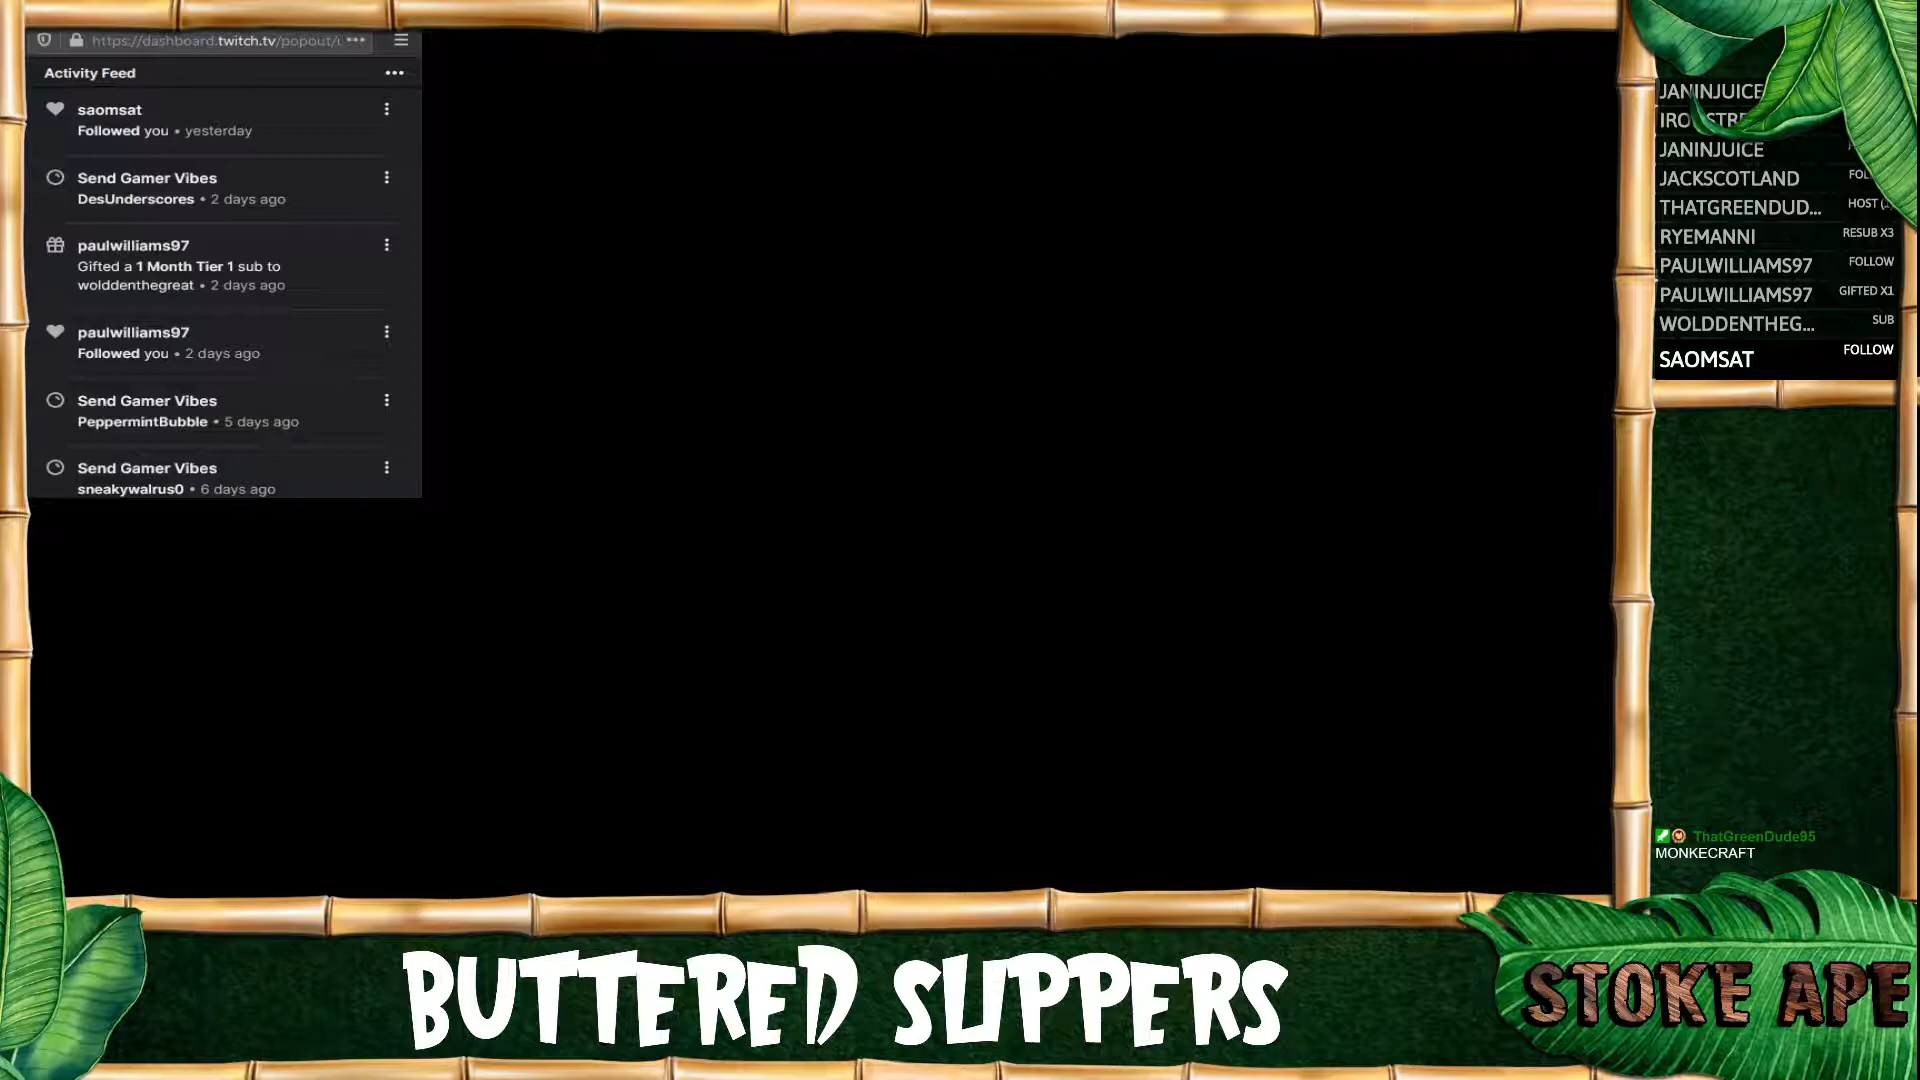 https://dashboard.twitch.tv/popout/
Activity Feed
saomsat
Followed you • yesterday
Send Gamer Vibes
DesUnderscores • 2 days ago
paulwilliams97
Gifted a 1 Month Tier 1 sub to
wolddenthegreat • 2 days ago
paulwilliams97
Followed you • 2 days ago
Send Gamer Vibes
PeppermintBubble • 5 days ago
Send Gamer Vibes
sneakywalrus0 • 6 days ago
JANINJUICE
JANINJUICE
JACKSCOTLAND
THATGREENDUD... HOST
RYEMANNI RESUB X3
PAULWILLIAMS97 FOLLOW
PAULWILLIAMS97 GIFTED X1
WOLDDENTHEG... SUB
SAOMSAT FOLLOW
ThatGreenDude95
MONKECRAFT
BUTTERED SLIPPERS
STOKE APE